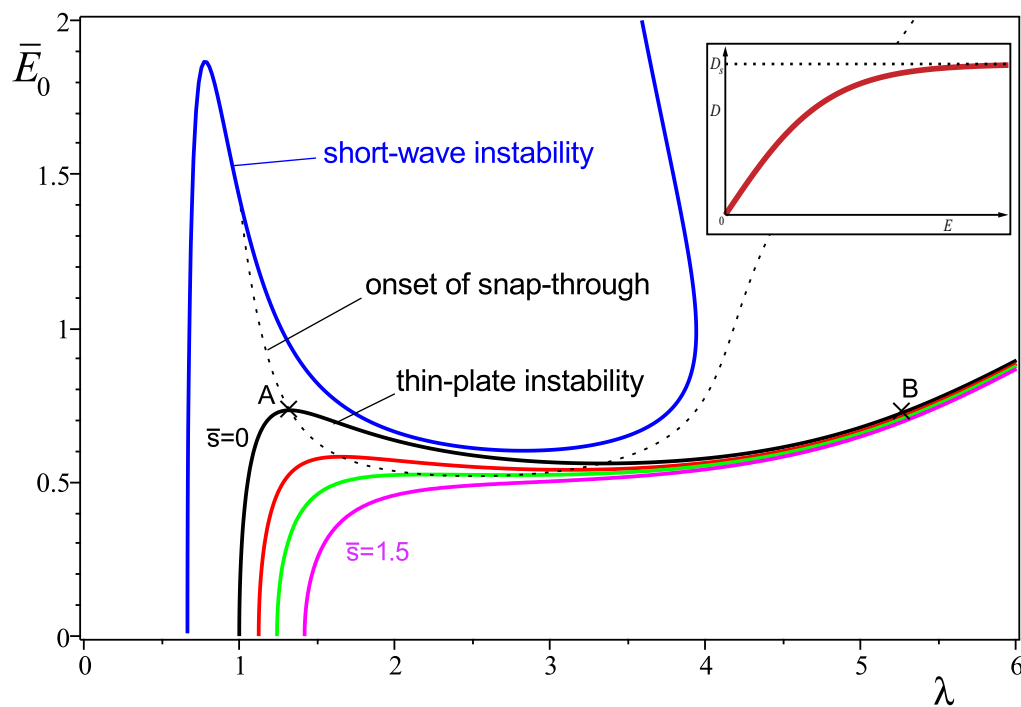 2
Ē₀
1.5
1
0.5
0
short-wave instability
onset of snap-through
thin-plate instability
A
B
s̄=0
s̄=1.5
Dₛ
D
0
E
0
1
2
3
4
5
6
λ